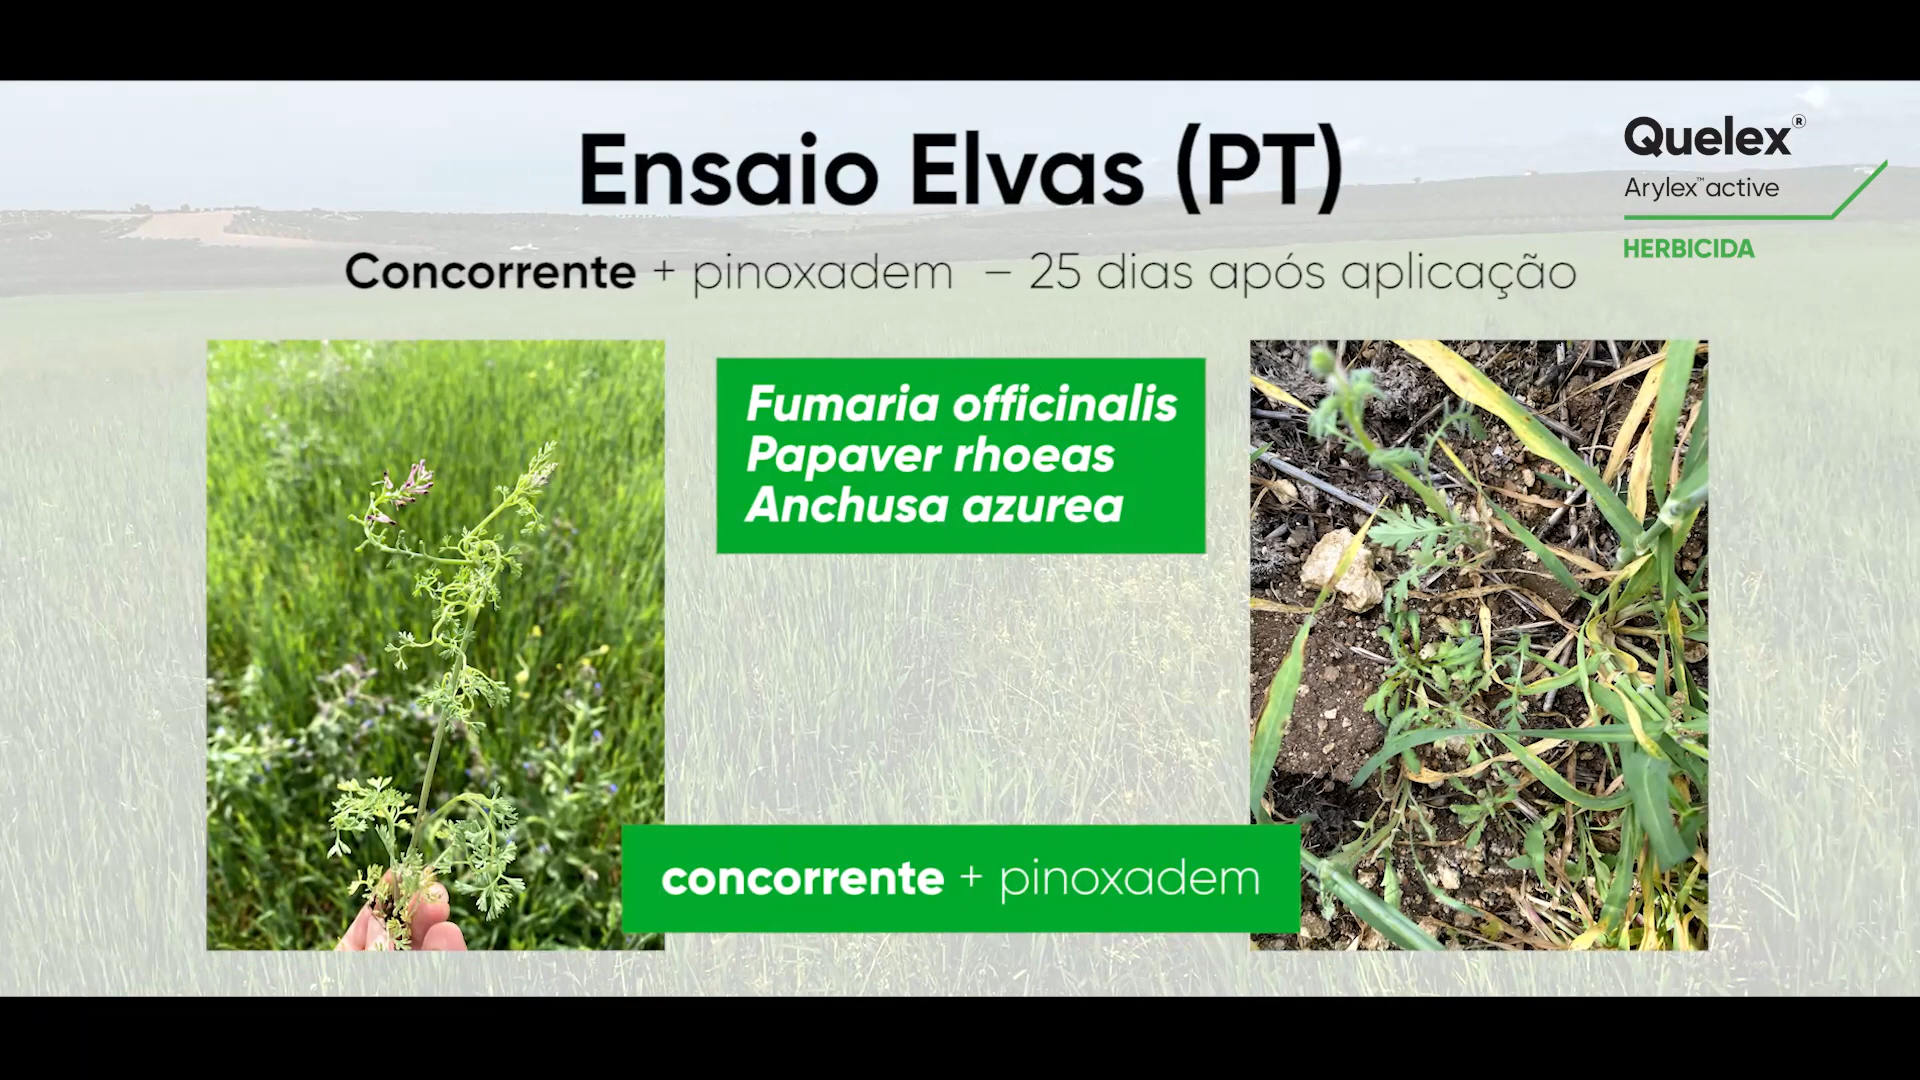 Ensaio Elvas (PT)
Quelex®
Arylex™ active
HERBICIDA
Concorrente + pinoxadem – 25 dias após aplicação
Fumaria officinalis
Papaver rhoeas
Anchusa azurea
concorrente + pinoxadem